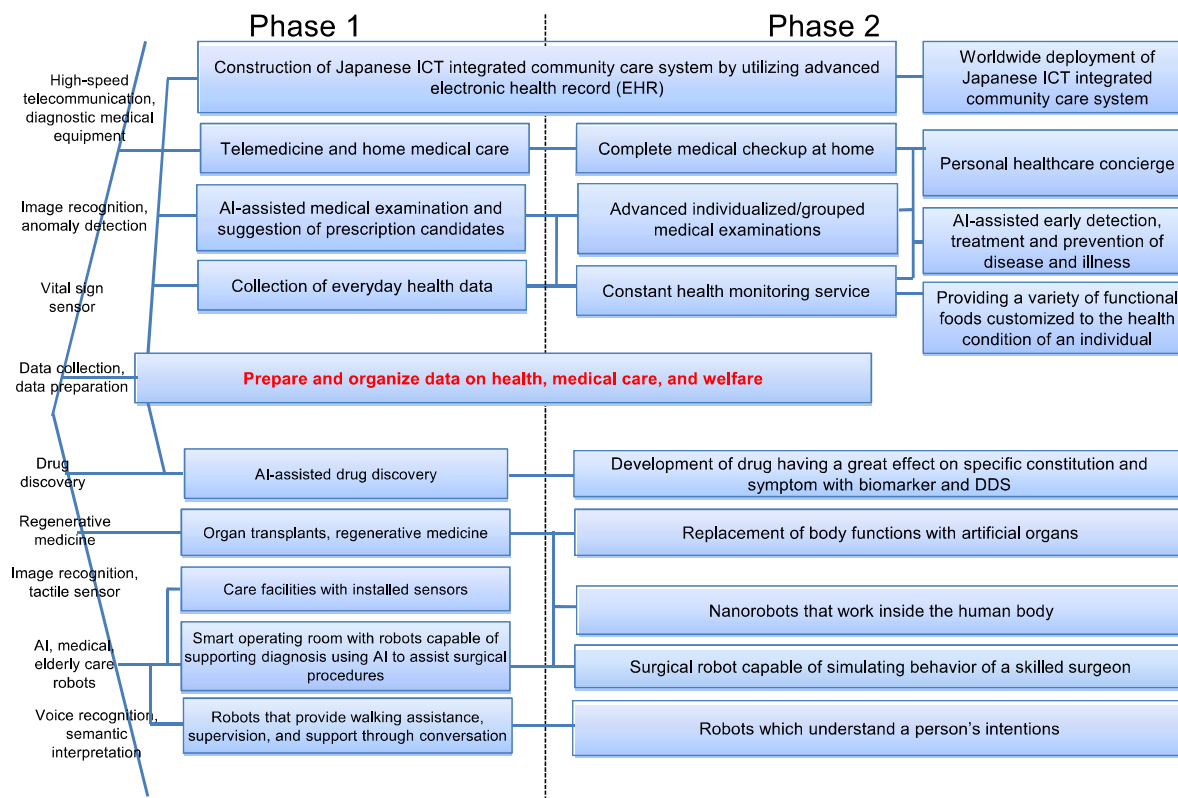 Phase 1
Phase 2
High-speed
telecommunication,
diagnostic medical
equipment
Construction of Japanese ICT integrated community care system by utilizing advanced
electronic health record (EHR)
Worldwide deployment of
Japanese ICT integrated
community care system
Telemedicine and home medical care
Complete medical checkup at home
Personal healthcare concierge
Image recognition,
anomaly detection
AI-assisted medical examination and
suggestion of prescription candidates
Advanced individualized/grouped
medical examinations
AI-assisted early detection,
treatment and prevention of
disease and illness
Vital sign
sensor
Collection of everyday health data
Constant health monitoring service
Providing a variety of functional
foods customized to the health
condition of an individual
Data collection,
data preparation
Prepare and organize data on health, medical care, and welfare
Drug
discovery
AI-assisted drug discovery
Development of drug having a great effect on specific constitution and
symptom with biomarker and DDS
Regenerative
medicine
Organ transplants, regenerative medicine
Replacement of body functions with artificial organs
Image recognition,
tactile sensor
Care facilities with installed sensors
Nanorobots that work inside the human body
AI, medical,
elderly care
robots
Smart operating room with robots capable of
supporting diagnosis using AI to assist surgical
procedures
Surgical robot capable of simulating behavior of a skilled surgeon
Voice recognition,
semantic
interpretation
Robots that provide walking assistance,
supervision, and support through conversation
Robots which understand a person's intentions